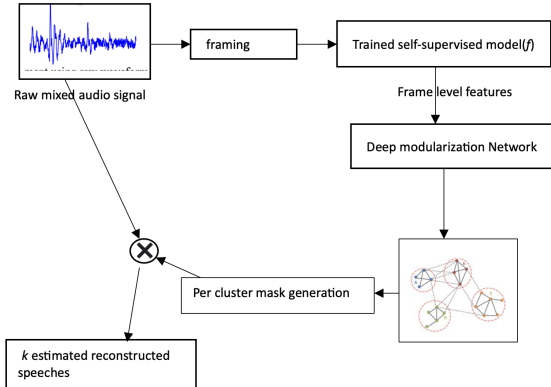 framing
Trained self-supervised model(f)
Raw mixed audio signal
Frame level features
Deep modularization Network
Per cluster mask generation
k estimated reconstructed
speeches